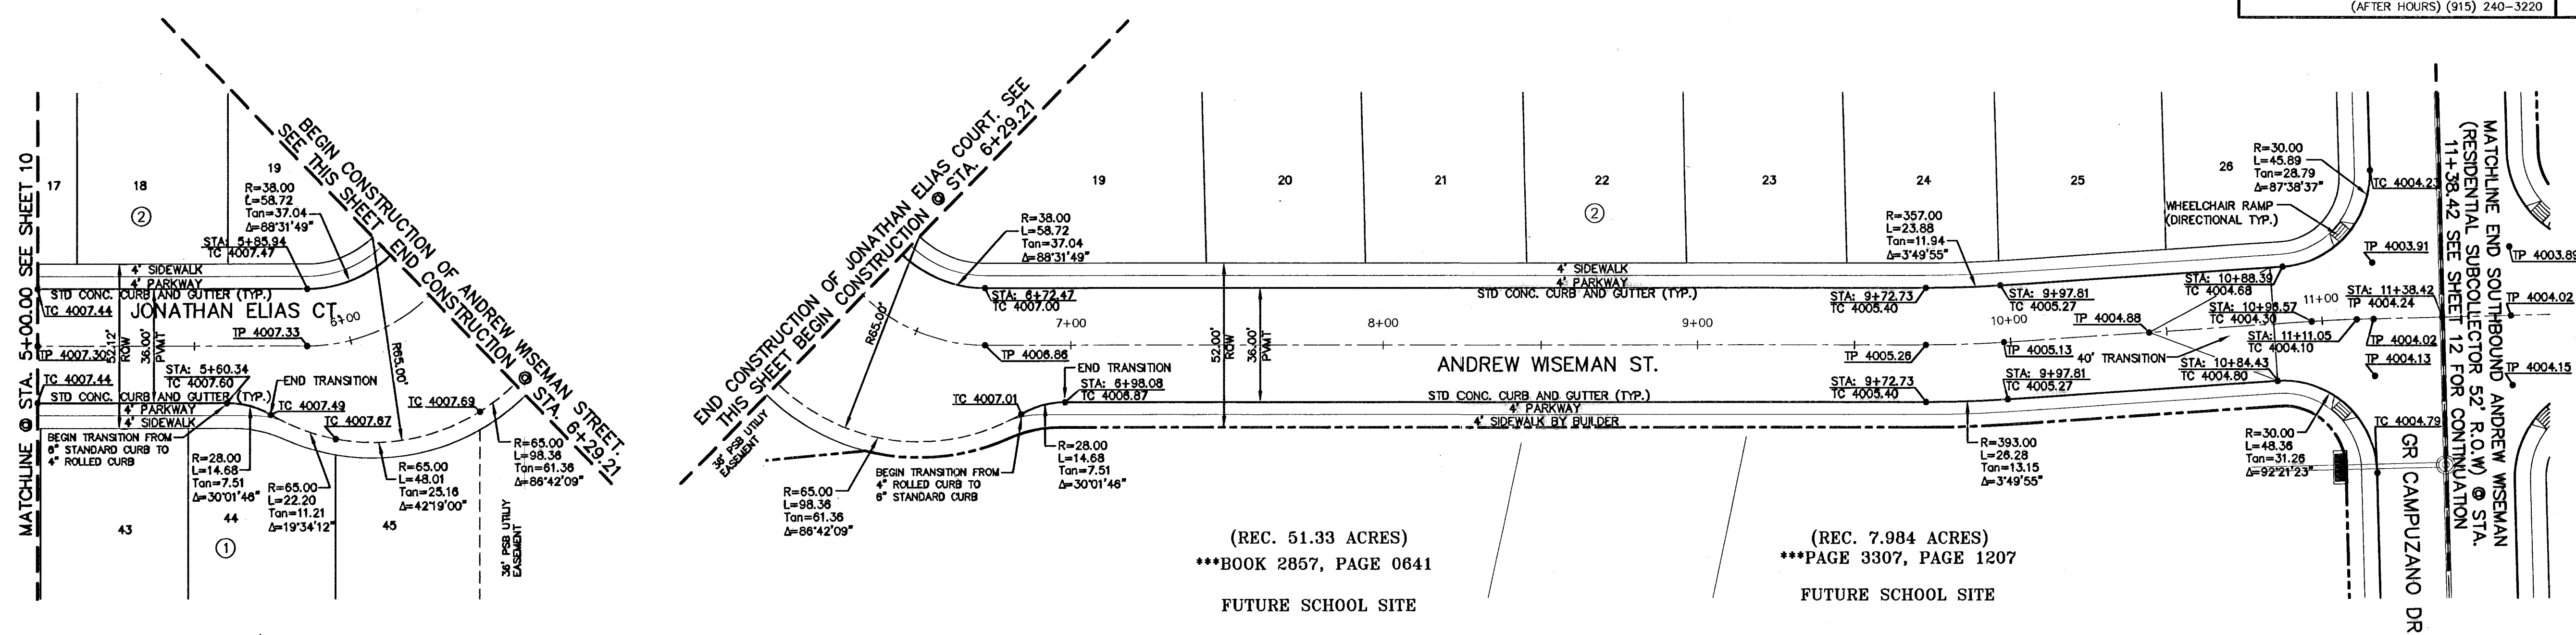 (AFTER HOURS) (915) 240-3220
MATCHLINE @ STA. 5+00.00 SEE SHEET 10
17
18
19
②
R=38.00
L=58.72
Tan=37.04
Δ=88°31'49"
STA: 5+85.94
TC 4007.47
4' SIDEWALK
4' PARKWAY
STD CONC. CURB AND GUTTER (TYP.)
TC 4007.44
JONATHAN ELIAS CT.
6+00
TP 4007.33
TP 4007.30
52.12'
ROW
36.00'
PVMT
R65.00'
TC 4007.44
STA: 5+60.34
TC 4007.60
END TRANSITION
STD CONC. CURB AND GUTTER (TYP.)
4' PARKWAY
4' SIDEWALK
TC 4007.49
TC 4007.69
TC 4007.67
BEGIN TRANSITION FROM
6" STANDARD CURB TO
4" ROLLED CURB
R=28.00
L=14.68
Tan=7.51
Δ=30°01'46"
R=65.00
L=22.20
Tan=11.21
Δ=19°34'12"
R=65.00
L=48.01
Tan=25.16
Δ=42°19'00"
R=65.00
L=98.36
Tan=61.36
Δ=86°42'09"
43
44
45
①
36' PSB UTILIY
EASEMENT
BEGIN CONSTRUCTION OF ANDREW WISEMAN STREET.
SEE THIS SHEET END CONSTRUCTION @ STA. 6+29.21
END CONSTRUCTION OF JONATHAN ELIAS COURT. SEE
THIS SHEET BEGIN CONSTRUCTION @ STA. 6+29.21
36' PSB UTILIY
EASEMENT
R65.00'
R=38.00
L=58.72
Tan=37.04
Δ=88°31'49"
19
20
21
22
23
24
25
26
②
STA: 6+72.47
TC 4007.00
7+00
8+00
9+00
10+00
11+00
TP 4006.86
END TRANSITION
STA: 6+98.08
TC 4006.87
TC 4007.01
52.00'
ROW
36.00'
PVMT
4' SIDEWALK
4' PARKWAY
STD CONC. CURB AND GUTTER (TYP.)
ANDREW WISEMAN ST.
STD CONC. CURB AND GUTTER (TYP.)
4' PARKWAY
4' SIDEWALK BY BUILDER
BEGIN TRANSITION FROM
4" ROLLED CURB TO
6" STANDARD CURB
R=65.00
L=98.36
Tan=61.36
Δ=86°42'09"
R=28.00
L=14.68
Tan=7.51
Δ=30°01'46"
(REC. 51.33 ACRES)
***BOOK 2857, PAGE 0641
FUTURE SCHOOL SITE
(REC. 7.984 ACRES)
***PAGE 3307, PAGE 1207
FUTURE SCHOOL SITE
R=357.00
L=23.88
Tan=11.94
Δ=3°49'55"
STA: 9+72.73
TC 4005.40
STA: 9+97.81
TC 4005.27
TP 4005.26
TP 4005.13
TP 4004.88
40' TRANSITION
STA: 9+72.73
TC 4005.40
STA: 9+97.81
TC 4005.27
R=393.00
L=26.28
Tan=13.15
Δ=3°49'55"
R=30.00
L=45.89
Tan=28.79
Δ=87°38'37"
WHEELCHAIR RAMP
(DIRECTIONAL TYP.)
STA: 10+88.39
TC 4004.68
STA: 10+96.57
TC 4004.30
STA: 11+11.05
TC 4004.10
STA: 10+84.43
TC 4004.80
TC 4004.23
TP 4003.91
STA: 11+38.42
TP 4004.24
TP 4004.02
TP 4004.13
TC 4004.79
R=30.00
L=48.36
Tan=31.26
Δ=92°21'23"
GR CAMPUZANO DR
MATCHLINE END SOUTHBOUND ANDREW WISEMAN
(RESIDENTIAL SUBCOLLECTOR 52' R.O.W) @ STA.
11+38.42 SEE SHEET 12 FOR CONTINUATION
TP 4003.89
TP 4004.02
TP 4004.15